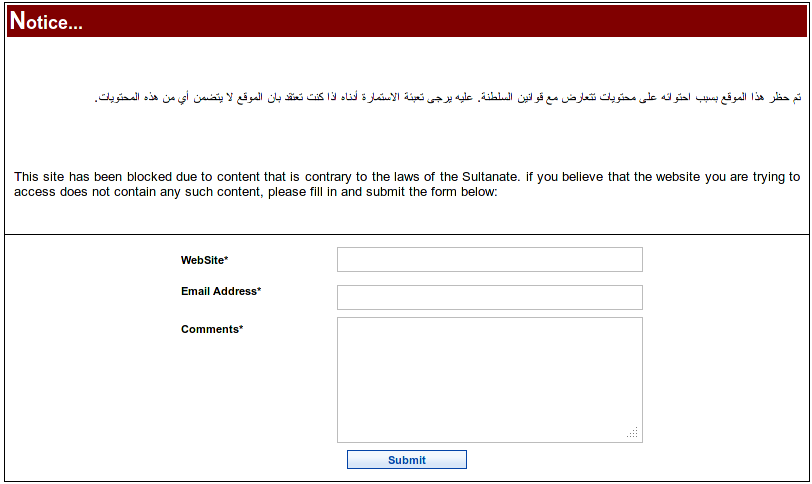 Notice...
تم حظر هذا الموقع بسبب احتوائه على محتويات تتعارض مع قوانين السلطنة. عليه يرجى تعبئة الاستمارة أدناه اذا كنت تعتقد بان الموقع لا يتضمن أي من هذه المحتويات.
This site has been blocked due to content that is contrary to the laws of the Sultanate. if you believe that the website you are trying to
access does not contain any such content, please fill in and submit the form below:
WebSite*
Email Address*
Comments*
Submit